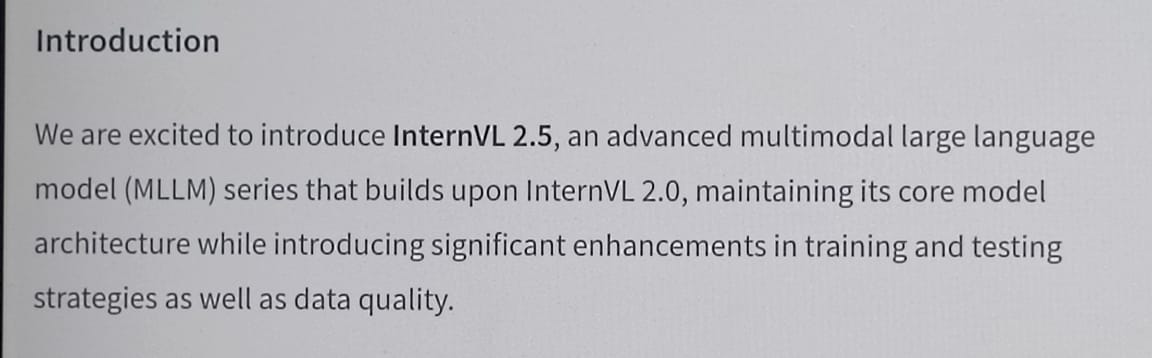 Introduction
We are excited to introduce InternVL 2.5, an advanced multimodal large language
model (MLLM) series that builds upon InternVL 2.0, maintaining its core model
architecture while introducing significant enhancements in training and testing
strategies as well as data quality.